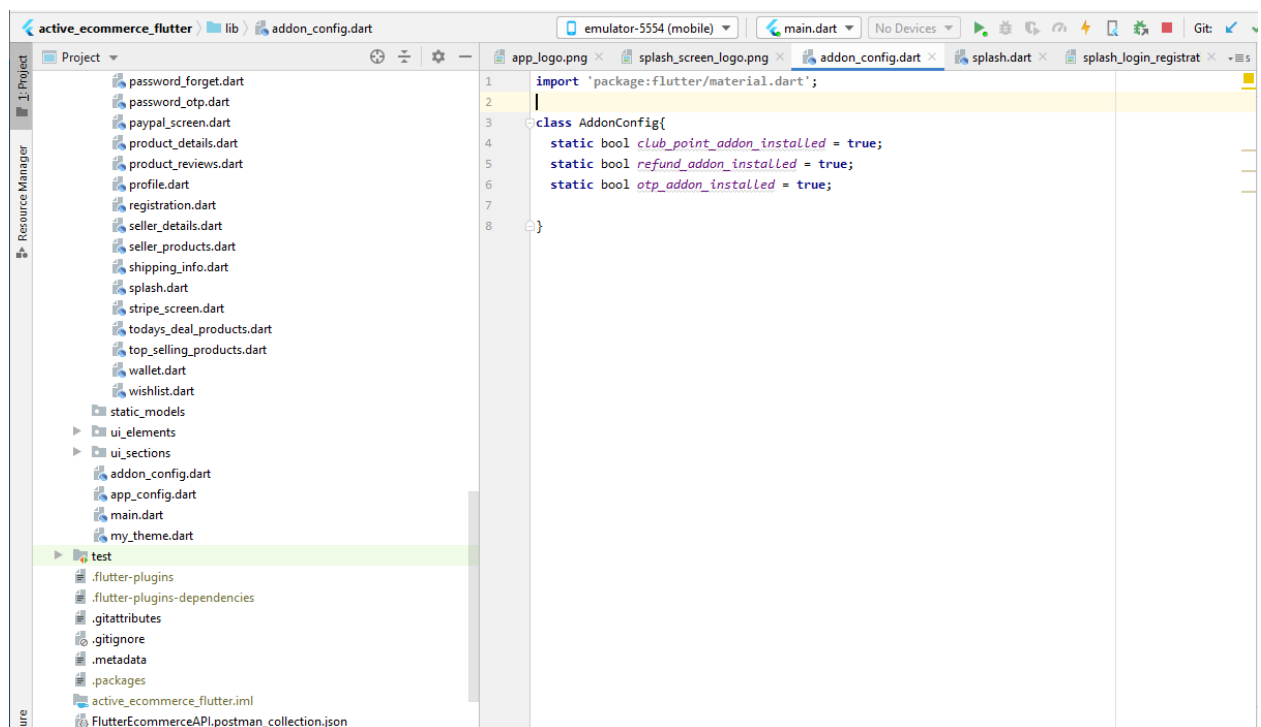 active_ecommerce_flutter lib addon_config.dart emulator-5554 (mobile) main.dart No Devices Git:
1: Project
Resource Manager
Project
app_logo.png splash_screen_logo.png addon_config.dart splash.dart splash_login_registrat
password_forget.dart
password_otp.dart
paypal_screen.dart
product_details.dart
product_reviews.dart
profile.dart
registration.dart
seller_details.dart
seller_products.dart
shipping_info.dart
splash.dart
stripe_screen.dart
todays_deal_products.dart
top_selling_products.dart
wallet.dart
wishlist.dart
static_models
ui_elements
ui_sections
addon_config.dart
app_config.dart
main.dart
my_theme.dart
test
.flutter-plugins
.flutter-plugins-dependencies
.gitattributes
.gitignore
.metadata
.packages
active_ecommerce_flutter.iml
FlutterEcommerceAPI.postman_collection.json
1 import 'package:flutter/material.dart';
2
3 class AddonConfig{
4 static bool club_point_addon_installed = true;
5 static bool refund_addon_installed = true;
6 static bool otp_addon_installed = true;
7
8 }